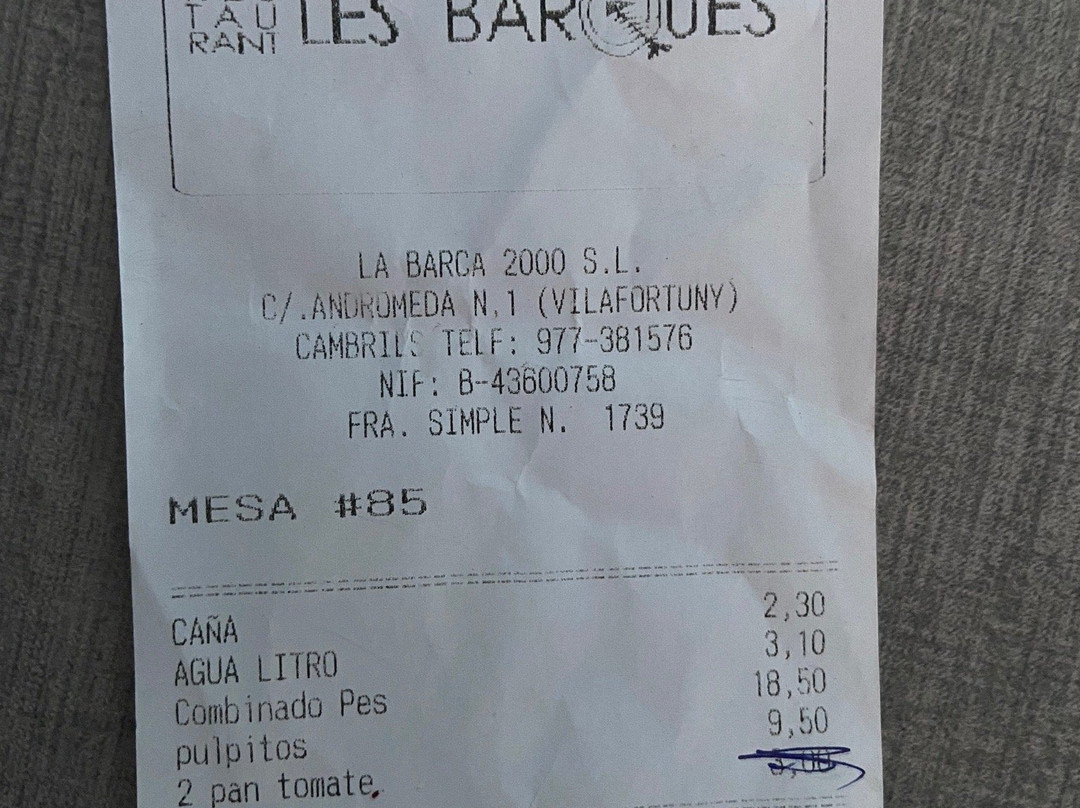 TAU
RANT
LES BARQUES
LA BARCA 2000 S.L.
C/.ANDROMEDA N,1 (VILAFORTUNY)
CAMBRILS TELF: 977-381576
NIF: B-43600758
FRA. SIMPLE N. 1739
MESA #85
CAÑA 2,30
AGUA LITRO 3,10
Combinado Pes 18,50
pulpitos 9,50
2 pan tomate.